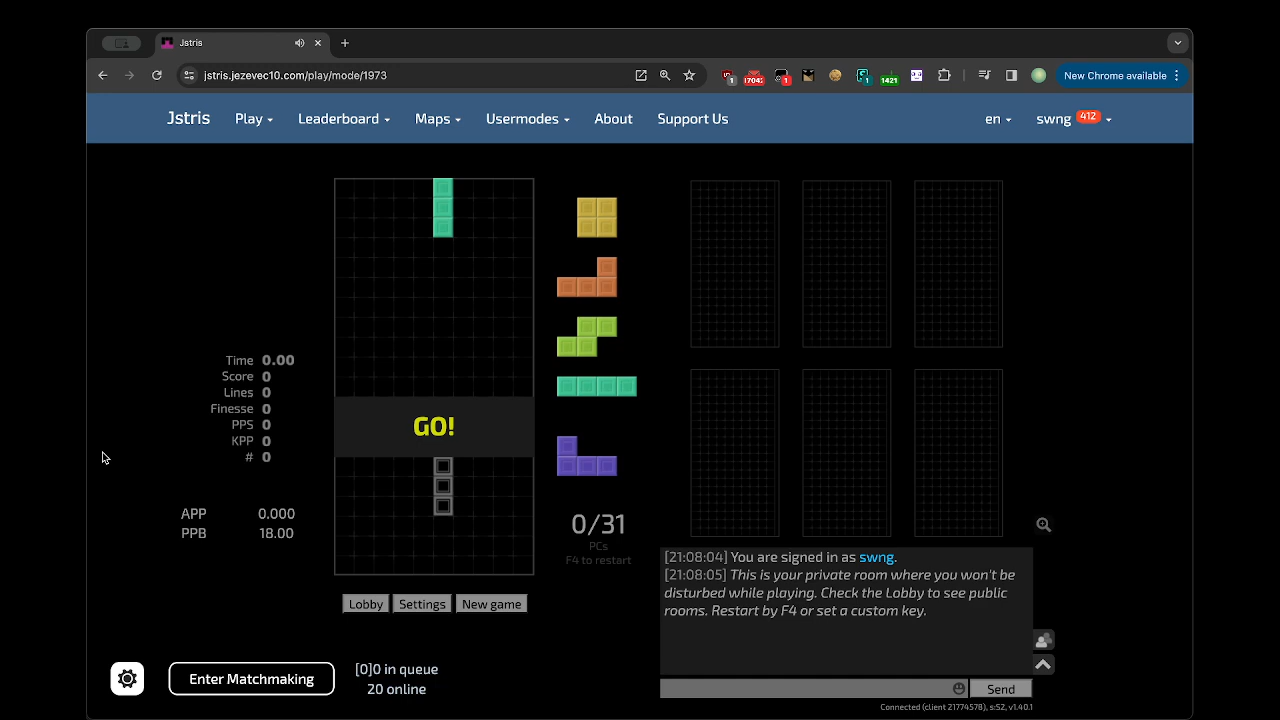 Jstris
jstris.jezevec10.com/play/mode/1973
1
1704
1
1
1421
New Chrome available
Jstris
Play
Leaderboard
Maps
Usermodes
About
Support Us
en
swng
412
Time 0.00
Score 0
Lines 0
Finesse 0
PPS 0
KPP 0
# 0
APP 0.000
PPB 18.00
GO!
0/31
PCs
F4 to restart
Lobby
Settings
New game
Enter Matchmaking
[0]0 in queue
20 online
[21:08:04] You are signed in as swng.
[21:08:05] This is your private room where you won't be
disturbed while playing. Check the Lobby to see public
rooms. Restart by F4 or set a custom key.
Send
Connected (client 21774578), s:52, v1.40.1